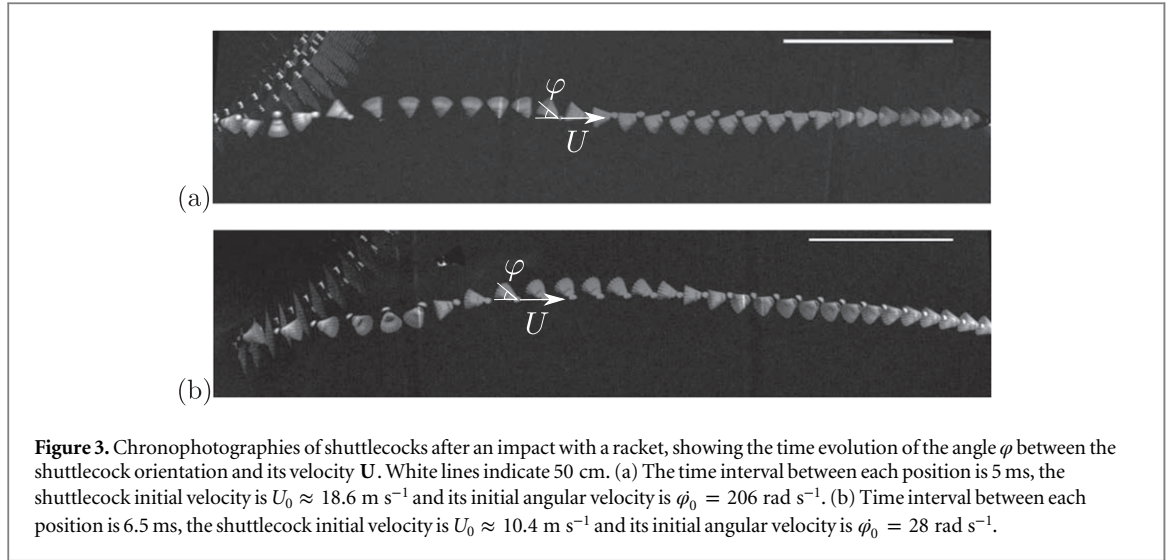 φ
U
(a)
φ
U
(b)
Figure 3. Chronophotographies of shuttlecocks after an impact with a racket, showing the time evolution of the angle φ between the
shuttlecock orientation and its velocity U. White lines indicate 50 cm. (a) The time interval between each position is 5 ms, the
shuttlecock initial velocity is U₀ ≈ 18.6 m s⁻¹ and its initial angular velocity is φ̇₀ = 206 rad s⁻¹. (b) Time interval between each
position is 6.5 ms, the shuttlecock initial velocity is U₀ ≈ 10.4 m s⁻¹ and its initial angular velocity is φ̇₀ = 28 rad s⁻¹.